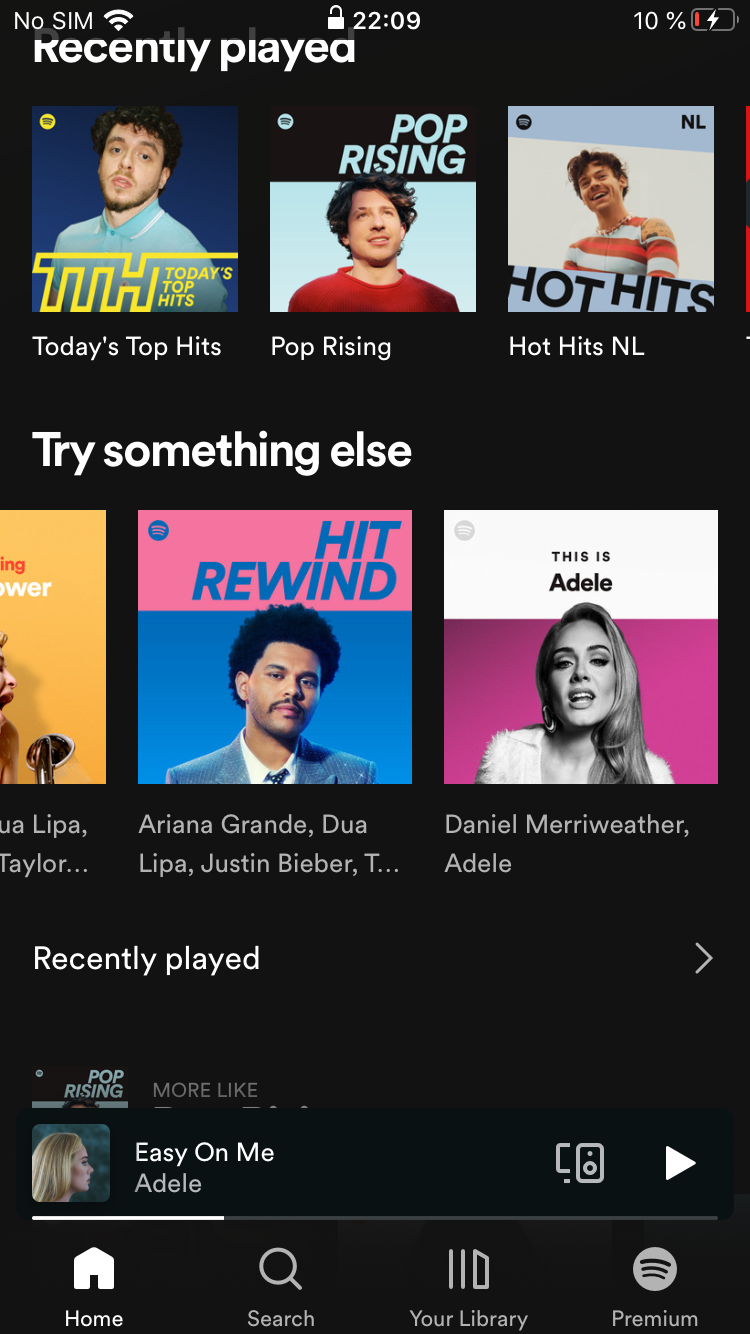 No SIM 22:09 10 %
Recently played
POP
RISING
NL
TTH TODAY'S
TOP
HITS
HOT HITS
Today's Top Hits
Pop Rising
Hot Hits NL
Try something else
HIT
REWIND
THIS IS
Adele
ua Lipa,
Taylor...
Ariana Grande, Dua
Lipa, Justin Bieber, T...
Daniel Merriweather,
Adele
Recently played
POP
RISING
MORE LIKE
Easy On Me
Adele
Home
Search
Your Library
Premium